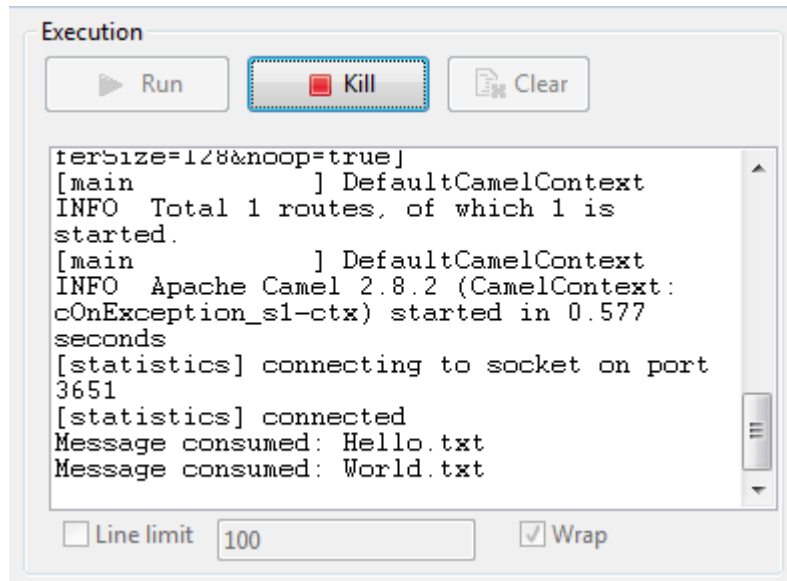 Execution
Run Kill Clear
ferSize=128&noop=true]
[main ] DefaultCamelContext
INFO Total 1 routes, of which 1 is
started.
[main ] DefaultCamelContext
INFO Apache Camel 2.8.2 (CamelContext:
cOnException_s1-ctx) started in 0.577
seconds
[statistics] connecting to socket on port
3651
[statistics] connected
Message consumed: Hello.txt
Message consumed: World.txt
Line limit 100 Wrap